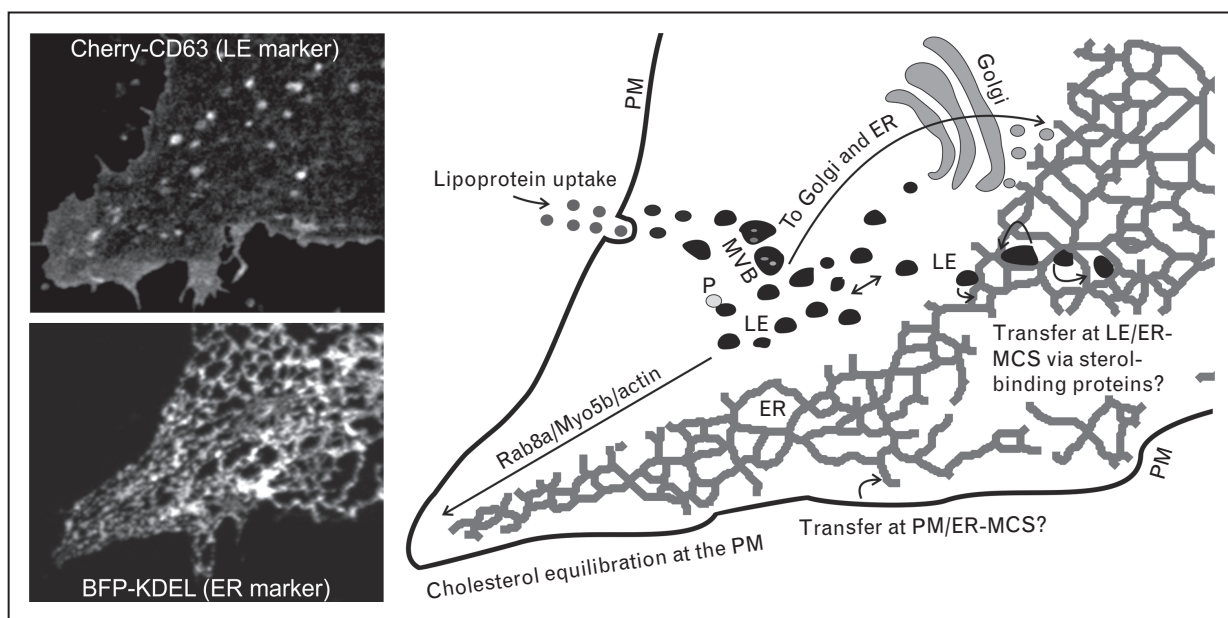 Cherry-CD63 (LE marker)
BFP-KDEL (ER marker)
PM
Lipoprotein uptake
Golgi
To Golgi and ER
MVB
P
LE
LE
Transfer at LE/ER-
MCS via sterol-
binding proteins?
ER
Rab8a/Myo5b/actin
PM
Transfer at PM/ER-MCS?
Cholesterol equilibration at the PM